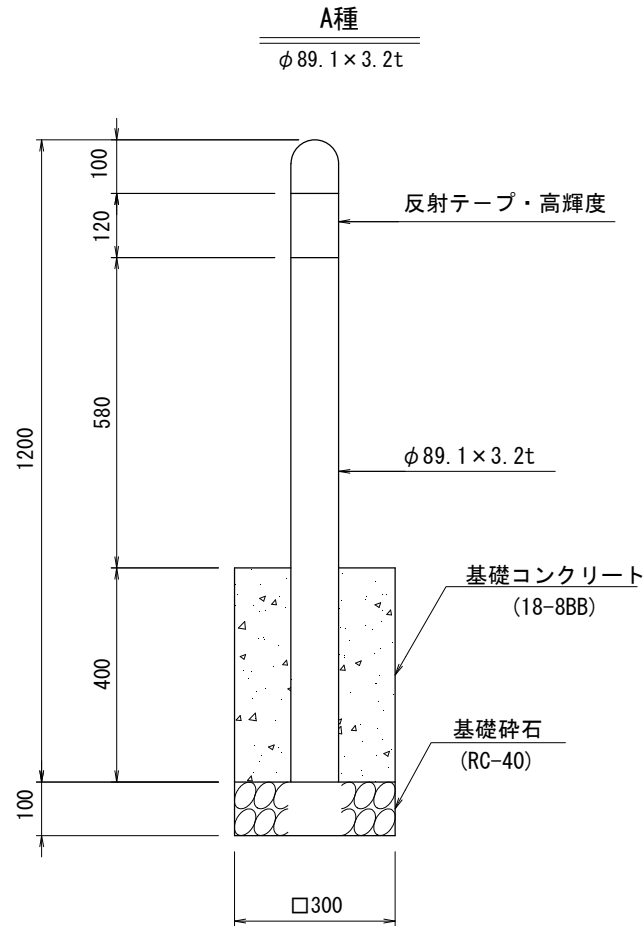 A種
φ89.1×3.2t
100
反射テープ・高輝度
120
580
1200
φ89.1×3.2t
基礎コンクリート
(18-8BB)
400
基礎砕石
(RC-40)
100
□300